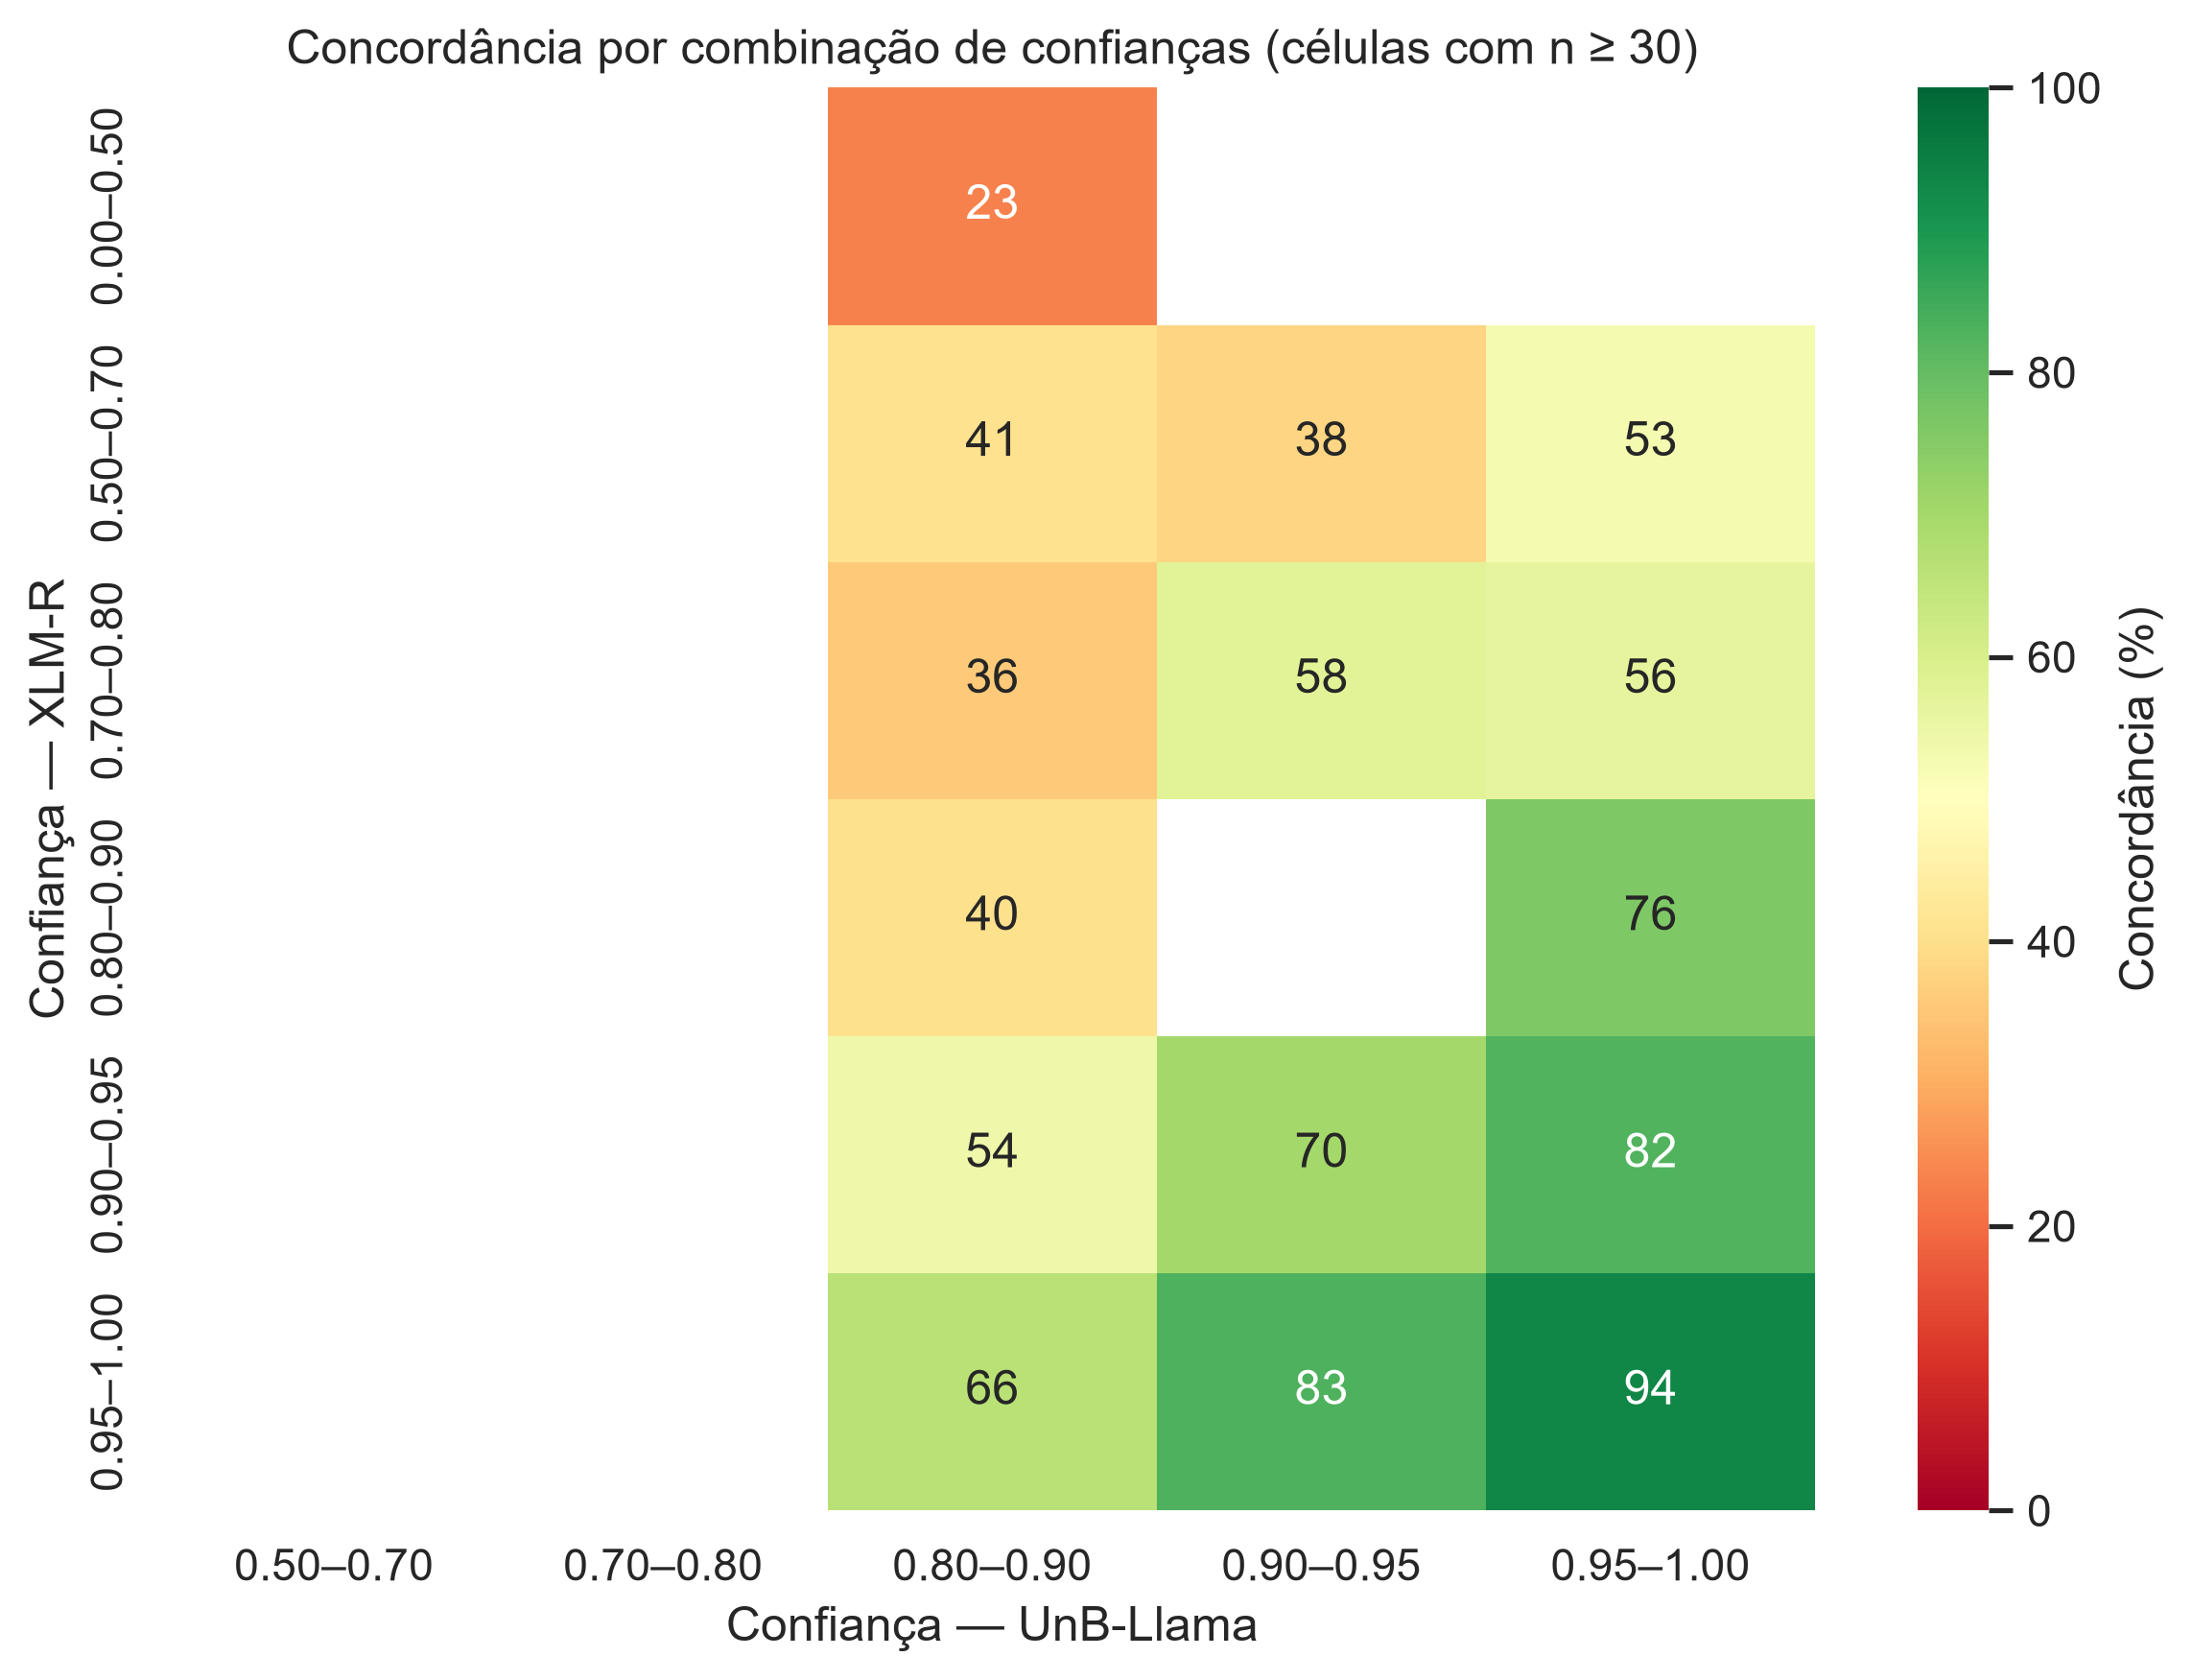 Concordância por combinação de confianças (células com n ≥ 30)
Confiança — XLM-R
0.00–0.50
0.50–0.70
0.70–0.80
0.80–0.90
0.90–0.95
0.95–1.00
23
41 38 53
36 58 56
40 76
54 70 82
66 83 94
0.50–0.70 0.70–0.80 0.80–0.90 0.90–0.95 0.95–1.00
Confiança — UnB-Llama
100
80
60
40
20
0
Concordância (%)